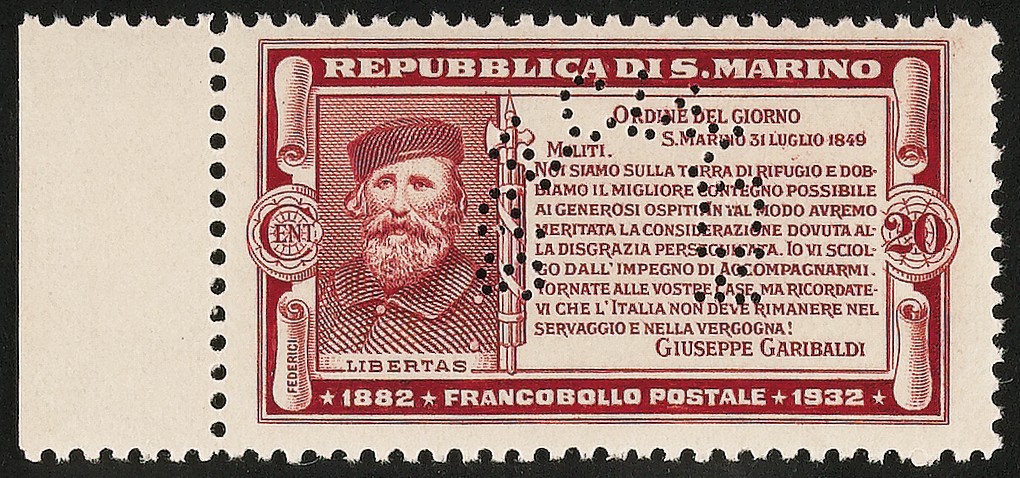 REPUBBLICA DI S. MARINO
ORDINE DEL GIORNO
S. MARINO 31 LUGLIO 1849
MILITI.
NOI SIAMO SULLA TERRA DI RIFUGIO E DOB-
BIAMO IL MIGLIORE CONTEGNO POSSIBILE
AI GENEROSI OSPITI. IN TAL MODO AVREMO
MERITATA LA CONSIDERAZIONE DOVUTA AL-
LA DISGRAZIA PERSEGUITATA. IO VI SCIOL-
GO DALL'IMPEGNO DI ACCOMPAGNARMI.
TORNATE ALLE VOSTRE CASE, MA RICORDATE-
VI CHE L'ITALIA NON DEVE RIMANERE NEL
SERVAGGIO E NELLA VERGOGNA!
GIUSEPPE GARIBALDI
CENT
20
LIBERTAS
FEDERICI
★ 1882 ★ FRANCOBOLLO POSTALE ★ 1932 ★